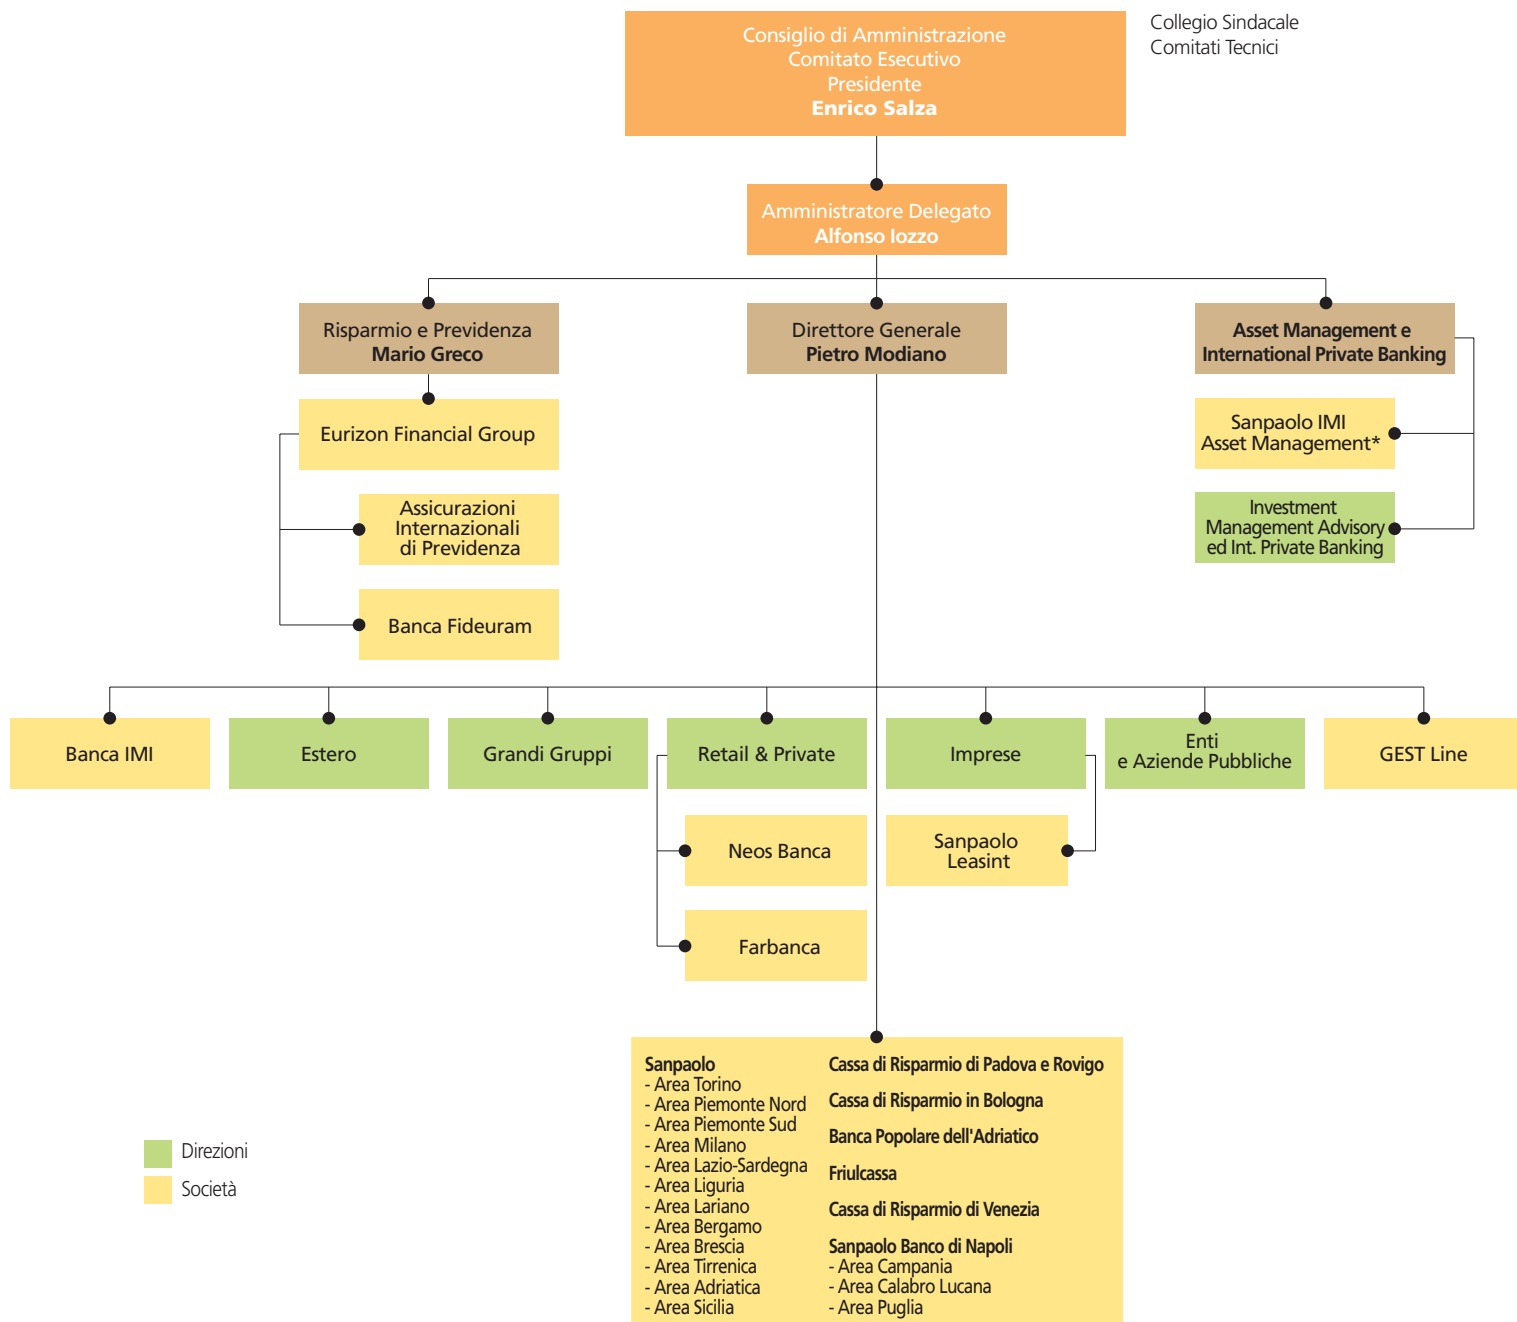 Consiglio di Amministrazione
Comitato Esecutivo
Presidente
Enrico Salza
Collegio Sindacale
Comitati Tecnici
Amministratore Delegato
Alfonso Iozzo
Risparmio e Previdenza
Mario Greco
Direttore Generale
Pietro Modiano
Asset Management e
International Private Banking
Eurizon Financial Group
Sanpaolo IMI
Asset Management*
Assicurazioni
Internazionali
di Previdenza
Investment
Management Advisory
ed Int. Private Banking
Banca Fideuram
Banca IMI
Estero
Grandi Gruppi
Retail & Private
Imprese
Enti
e Aziende Pubbliche
GEST Line
Neos Banca
Sanpaolo
Leasint
Farbanca
Sanpaolo
- Area Torino
- Area Piemonte Nord
- Area Piemonte Sud
- Area Milano
- Area Lazio-Sardegna
- Area Liguria
- Area Lariano
- Area Bergamo
- Area Brescia
- Area Tirrenica
- Area Adriatica
- Area Sicilia
Cassa di Risparmio di Padova e Rovigo
Cassa di Risparmio in Bologna
Banca Popolare dell'Adriatico
Friulcassa
Cassa di Risparmio di Venezia
Sanpaolo Banco di Napoli
- Area Campania
- Area Calabro Lucana
- Area Puglia
Direzioni
Società